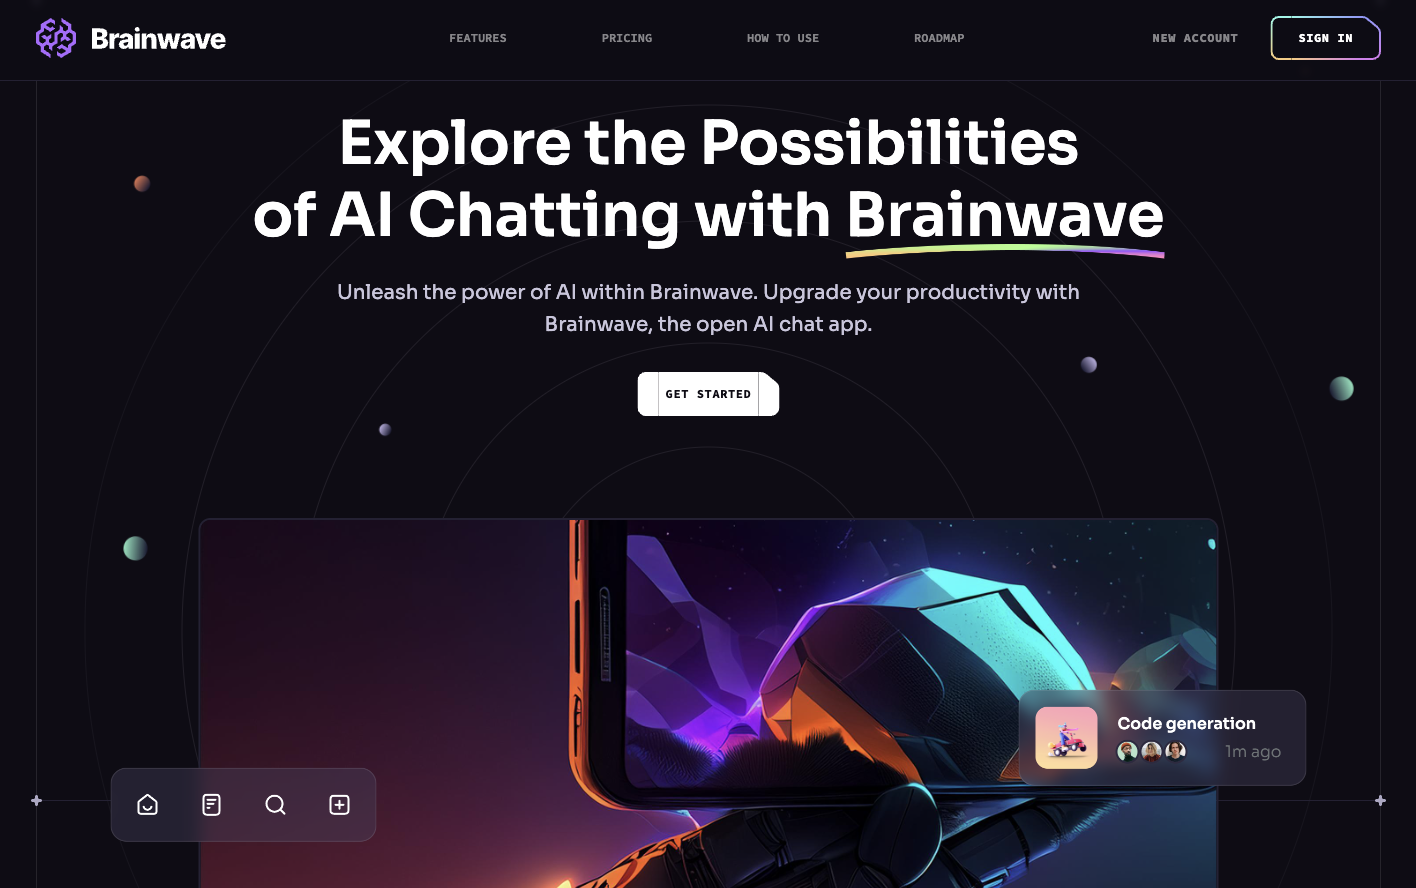 Brainwave
FEATURES
PRICING
HOW TO USE
ROADMAP
NEW ACCOUNT
SIGN IN
Explore the Possibilities
of AI Chatting with Brainwave
Unleash the power of AI within Brainwave. Upgrade your productivity with
Brainwave, the open AI chat app.
GET STARTED
Code generation
1m ago